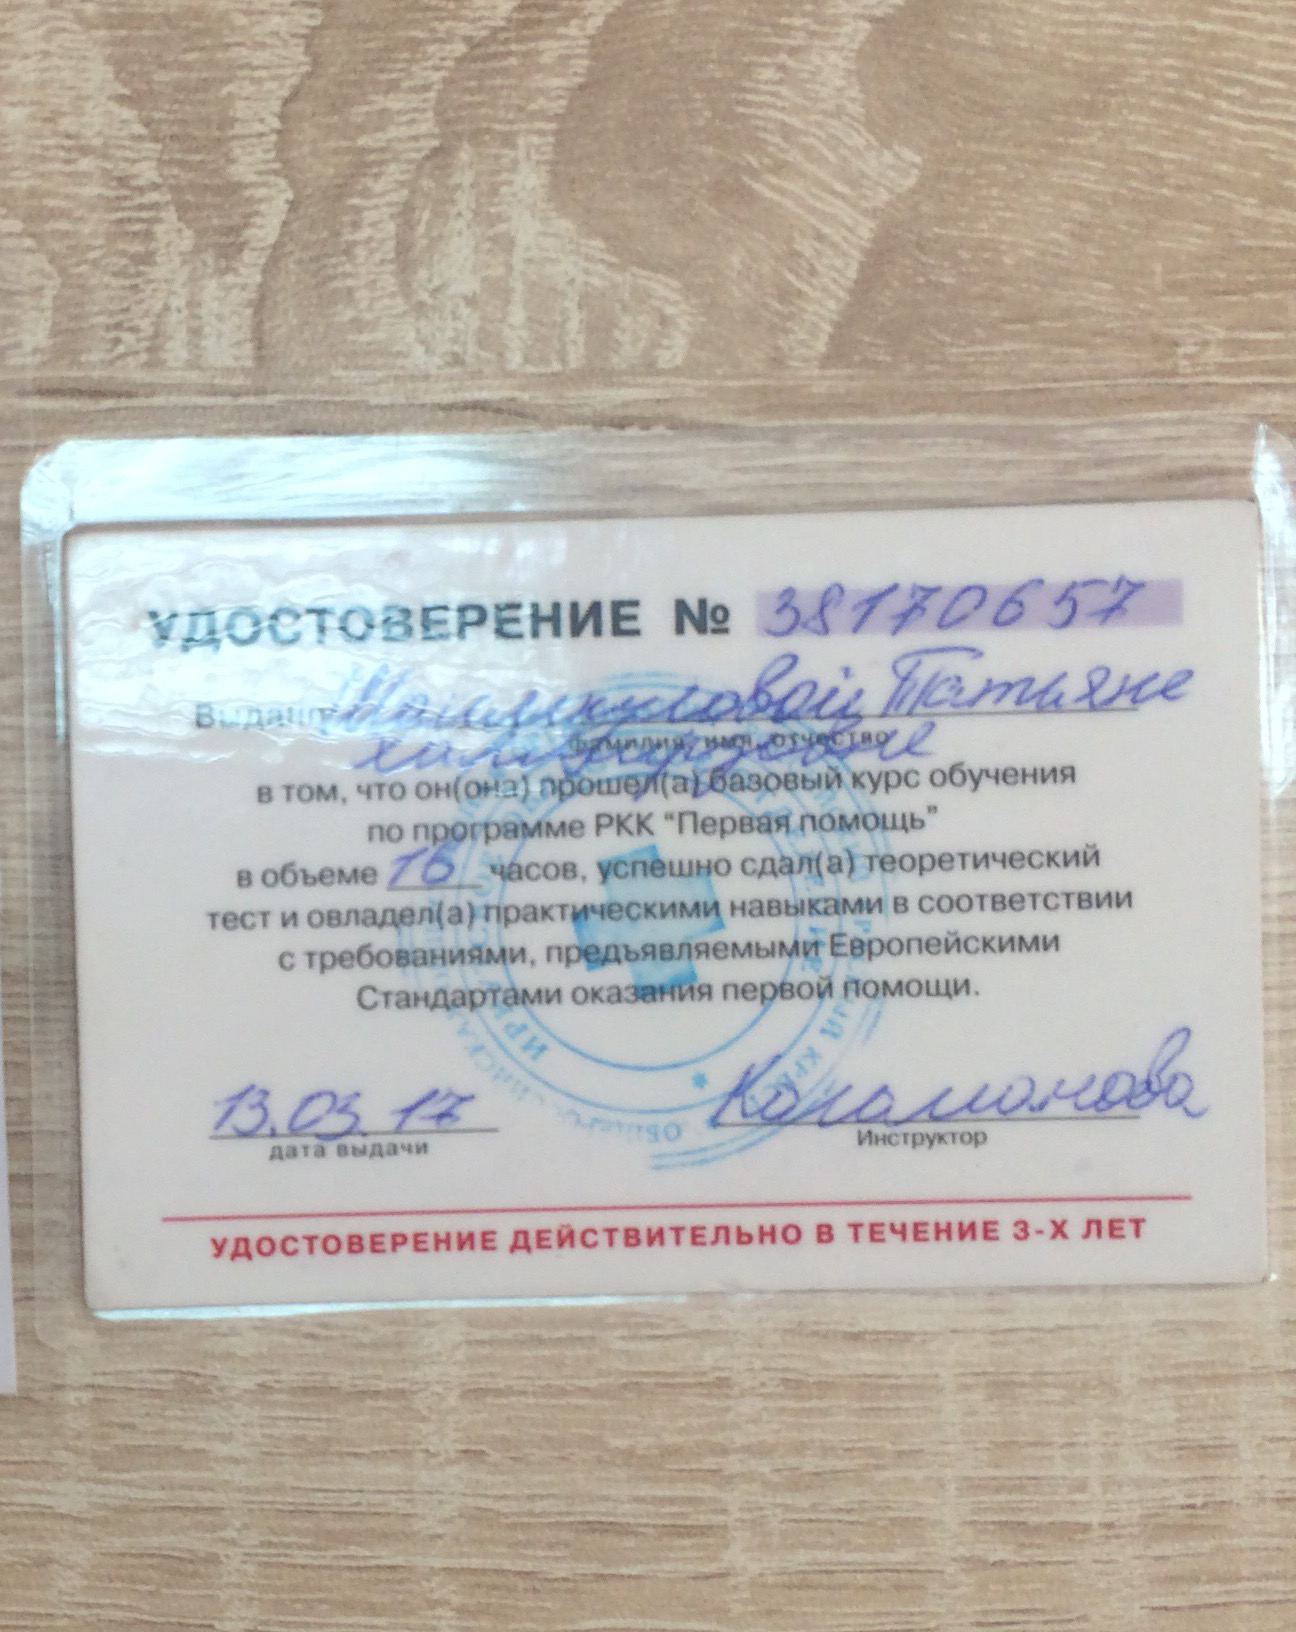 УДОСТОВЕРЕНИЕ № 38170657
Выдано Татьяне
фамилия, имя, отчество
в том, что он(она) прошел(а) базовый курс обучения
по программе РКК "Первая помощь"
в объеме 16 часов, успешно сдал(а) теоретический
тест и овладел(а) практическими навыками в соответствии
с требованиями, предъявляемыми Европейскими
Стандартами оказания первой помощи.
13.03.17
дата выдачи Инструктор
УДОСТОВЕРЕНИЕ ДЕЙСТВИТЕЛЬНО В ТЕЧЕНИЕ 3-Х ЛЕТ